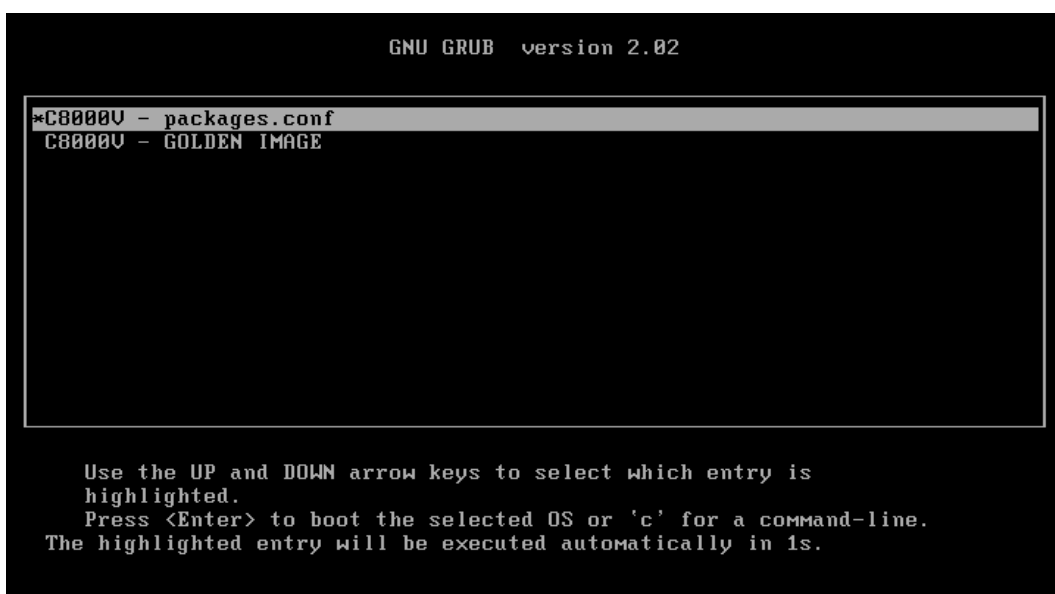 GNU GRUB  version 2.02
*C8000V - packages.conf
C8000V - GOLDEN IMAGE
Use the UP and DOWN arrow keys to select which entry is
highlighted.
Press <Enter> to boot the selected OS or `c' for a command-line.
The highlighted entry will be executed automatically in 1s.